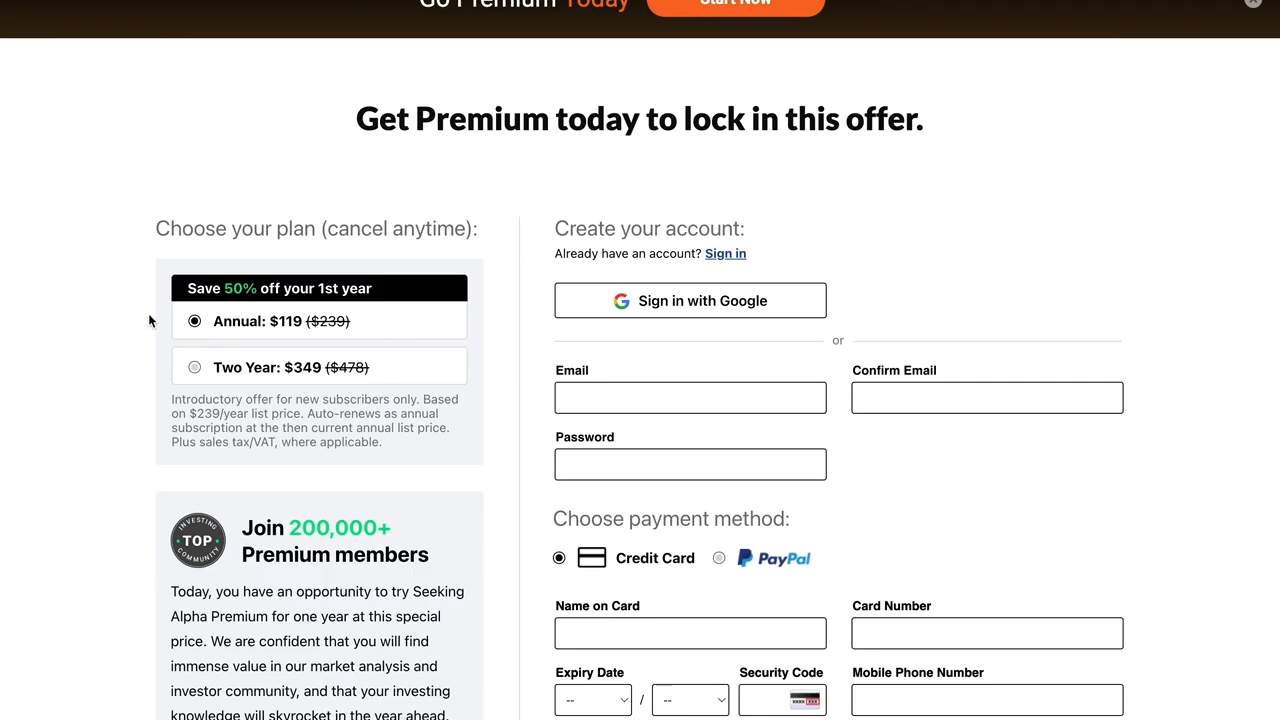 Go Premium Today
Start Now
Get Premium today to lock in this offer.
Choose your plan (cancel anytime):
Save 50% off your 1st year
Annual: $119 ($239)
Two Year: $349 ($478)
Introductory offer for new subscribers only. Based
on $239/year list price. Auto-renews as annual
subscription at the then current annual list price.
Plus sales tax/VAT, where applicable.
INVESTING
TOP
COMMUNITY
Join 200,000+
Premium members
Today, you have an opportunity to try Seeking
Alpha Premium for one year at this special
price. We are confident that you will find
immense value in our market analysis and
investor community, and that your investing
knowledge will skyrocket in the year ahead.
Create your account:
Already have an account? Sign in
Sign in with Google
or
Email
Confirm Email
Password
Choose payment method:
Credit Card
PayPal
Name on Card
Card Number
Expiry Date
Security Code
Mobile Phone Number
--
/
--